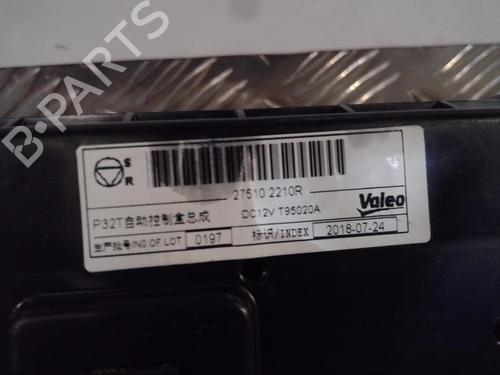 B-PARTS
S
R
27510 2210R
P32T自动控制盒总成 DC12V T95020A Valeo
生产批号/NO.OF LOT 0197 标识/INDEX 2018-07-24